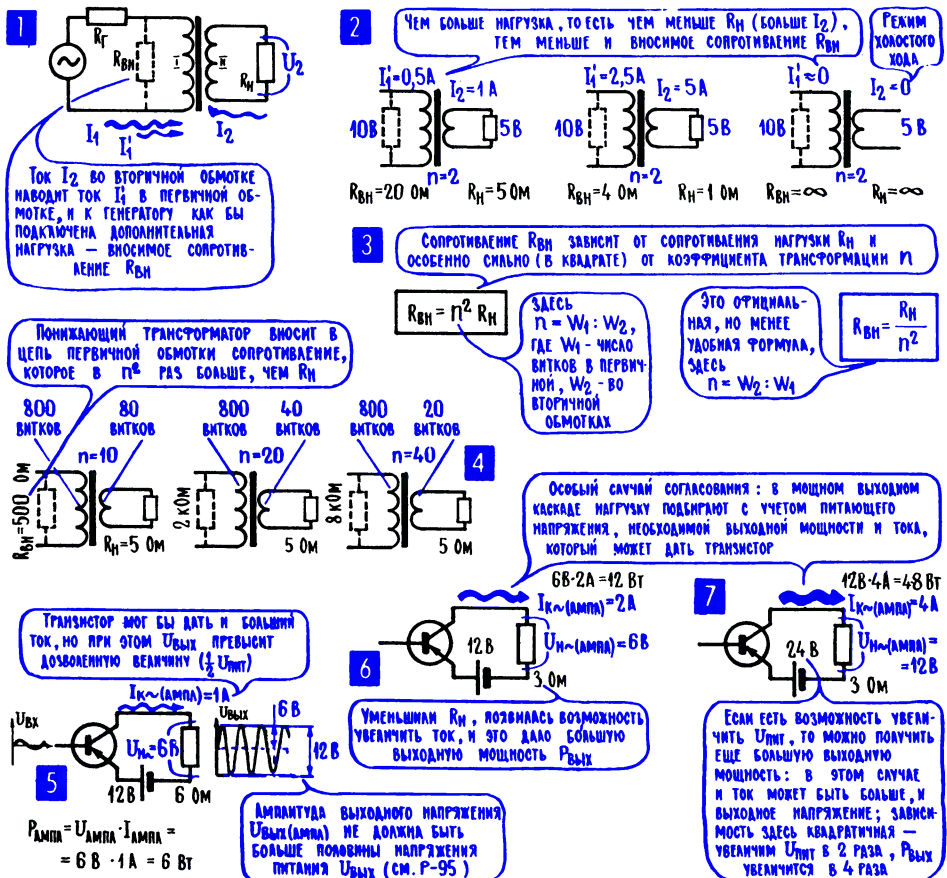 1
Rг
Rвн
I
II
Rн
U2
I1
I1'
I2
Ток I2 во вторичной обмотке
наводит ток I1' в первичной об-
мотке, и к генератору как бы
подключена дополнительная
нагрузка — вносимое сопротив-
ление Rвн
2
Чем больше нагрузка, то есть чем меньше Rн (больше I2),
тем меньше и вносимое сопротивление Rвн
Режим
холостого
хода
I1'=0,5А
I2=1А
10В
5В
n=2
Rвн=20 Ом
Rн=5 Ом
I1'=2,5А
I2=5А
10В
5В
n=2
Rвн=4 Ом
Rн=1 Ом
I1'≈0
I2=0
10В
5В
n=2
Rвн=∞
Rн=∞
3
Сопротивление Rвн зависит от сопротивления нагрузки Rн и
особенно сильно (в квадрате) от коэффициента трансформации n
Rвн = n² Rн
Здесь
n = W1 : W2,
где W1 - число
витков в первич-
ной, W2 - во
вторичной
обмотках
Это официаль-
ная, но менее
удобная формула,
здесь
n = W2 : W1
Rвн = Rн / n²
Понижающий трансформатор вносит в
цепь первичной обмотки сопротивление,
которое в n² раз больше, чем Rн
800
витков
80
витков
n=10
Rвн=500 Ом
Rн=5 Ом
800
витков
40
витков
n=20
2 кОм
5 Ом
800
витков
20
витков
n=40
8 кОм
5 Ом
4
Особый случай согласования: в мощном выходном
каскаде нагрузку подбирают с учетом питающего
напряжения, необходимой выходной мощности и тока,
который может дать транзистор
Транзистор мог бы дать и больший
ток, но при этом Uвых превысит
дозволенную величину (½ Uпит)
Iк~(ампл)=1А
Uвх
Uн~=6В
Uвых
6В
12В
12В
6 Ом
5
Pампл = Uампл · Iампл =
= 6В · 1А = 6 Вт
Амплитуда выходного напряжения
Uвых(ампл) не должна быть
больше половины напряжения
питания Uвых (см. Р-95)
6В·2А=12 Вт
Iк~(ампл)=2А
12В
Uн~(ампл)=6В
3 Ом
6
Уменьшили Rн, появилась возможность
увеличить ток, и это дало большую
выходную мощность Pвых
7
12В·4А=48 Вт
Iк~(ампл)=4А
24В
Uн~(ампл)=
=12В
3 Ом
Если есть возможность увели-
чить Uпит, то можно получить
еще большую выходную
мощность: в этом случае
и ток может быть больше, и
выходное напряжение; зависи-
мость здесь квадратичная —
увеличим Uпит в 2 раза, Pвых
увеличится в 4 раза